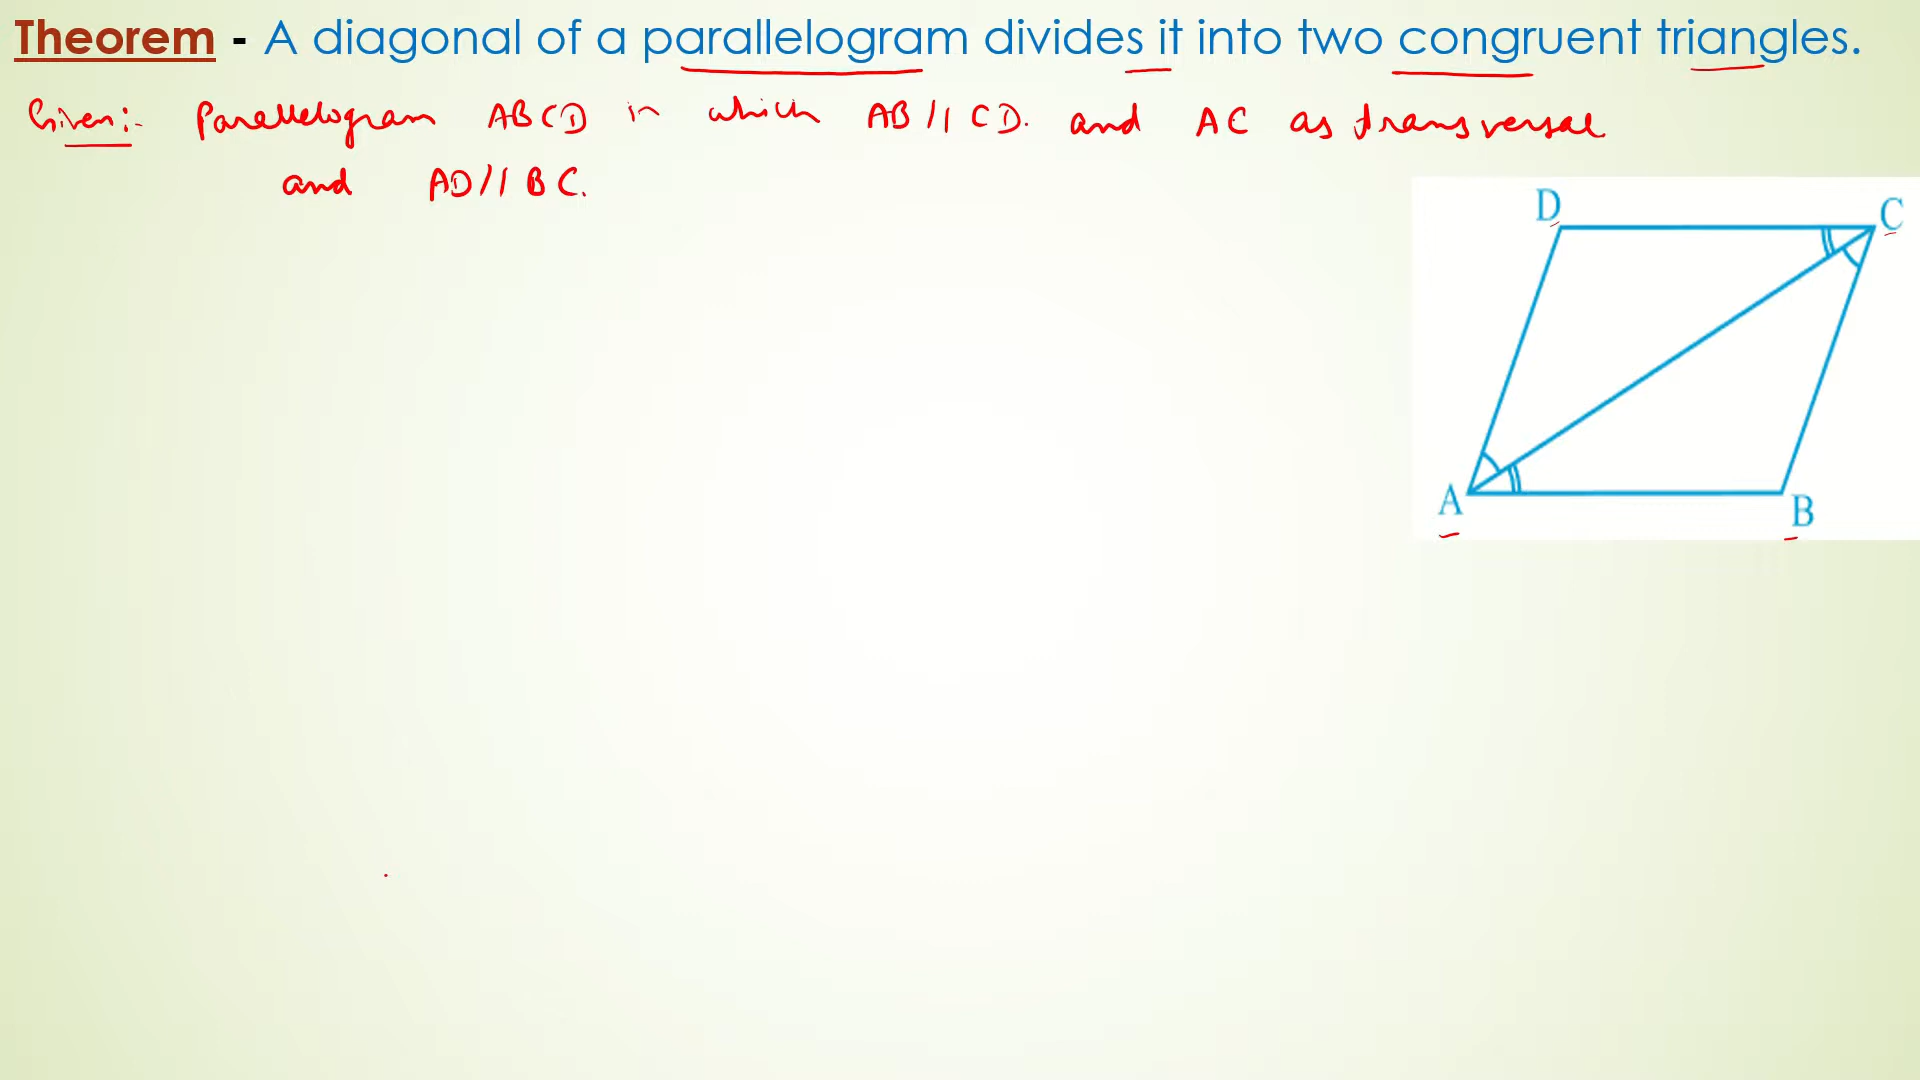 Theorem - A diagonal of a parallelogram divides it into two congruent triangles.
Given:- Parallelogram ABCD in which AB//CD. and AC as transversal
and AD//BC.
D
C
A
B